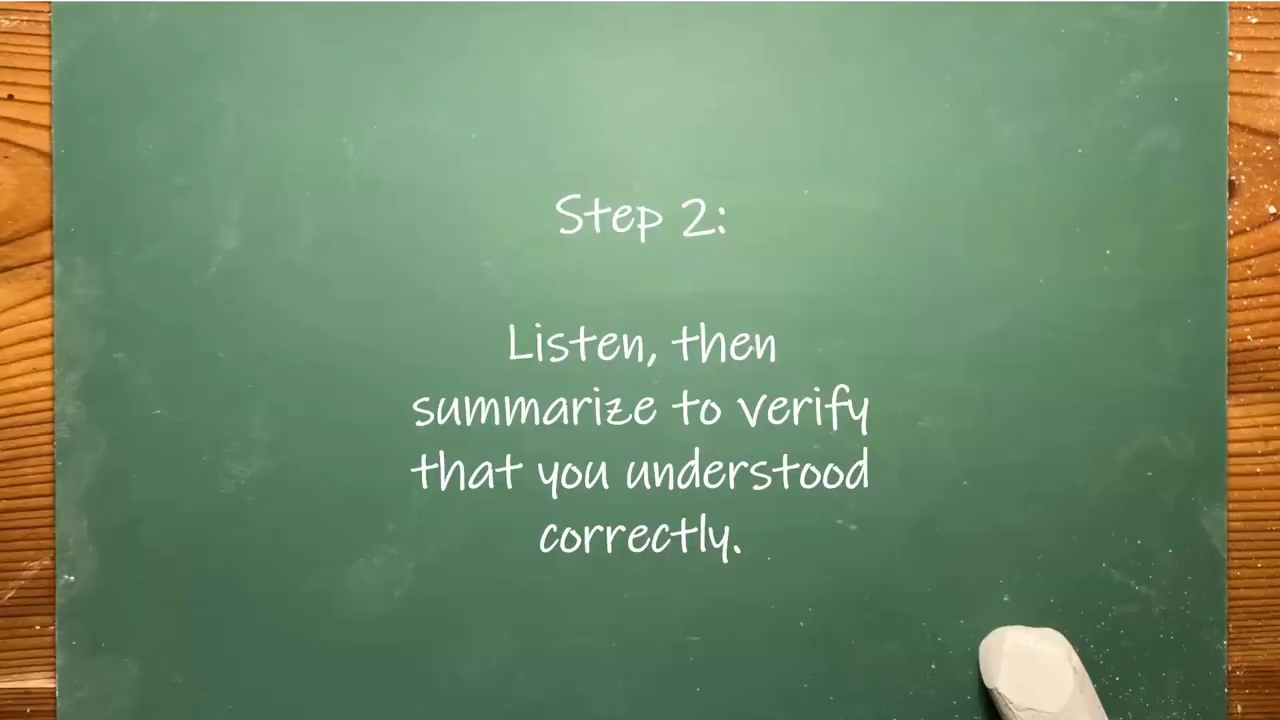 Step 2:
Listen, then
summarize to verify
that you understood
correctly.